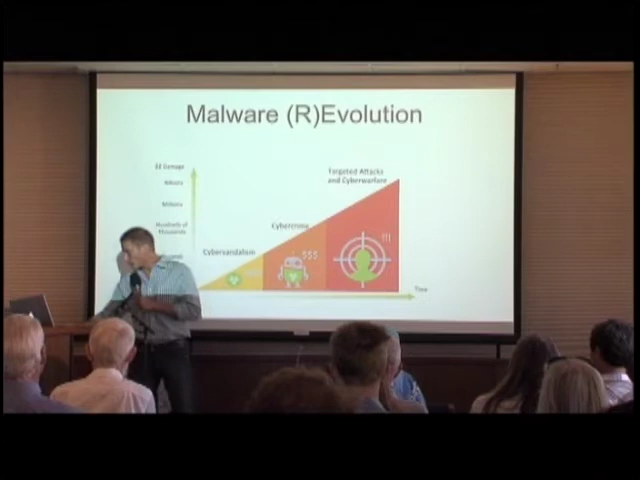 Malware (R)Evolution
Targeted Attacks
and Cyberwarfare
$$ Damage
Billions
Millions
Hundreds of
thousands
Cybercrime
Cybervandalism
$$$
!!!
Time